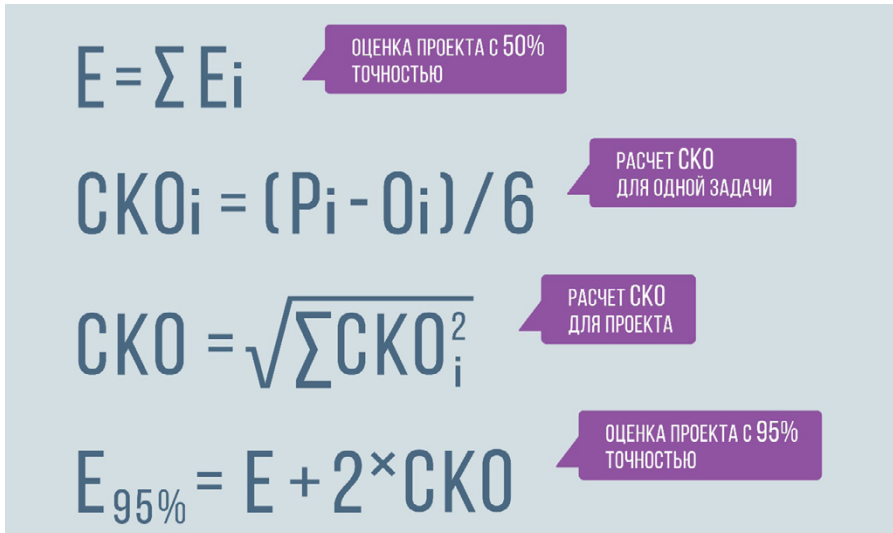 E = ∑ Ei
ОЦЕНКА ПРОЕКТА С 50%
ТОЧНОСТЬЮ
СКОi = (Pi - Oi) / 6
РАСЧЕТ СКО
ДЛЯ ОДНОЙ ЗАДАЧИ
СКО = √∑СКОi²
РАСЧЕТ СКО
ДЛЯ ПРОЕКТА
E95% = E + 2×СКО
ОЦЕНКА ПРОЕКТА С 95%
ТОЧНОСТЬЮ